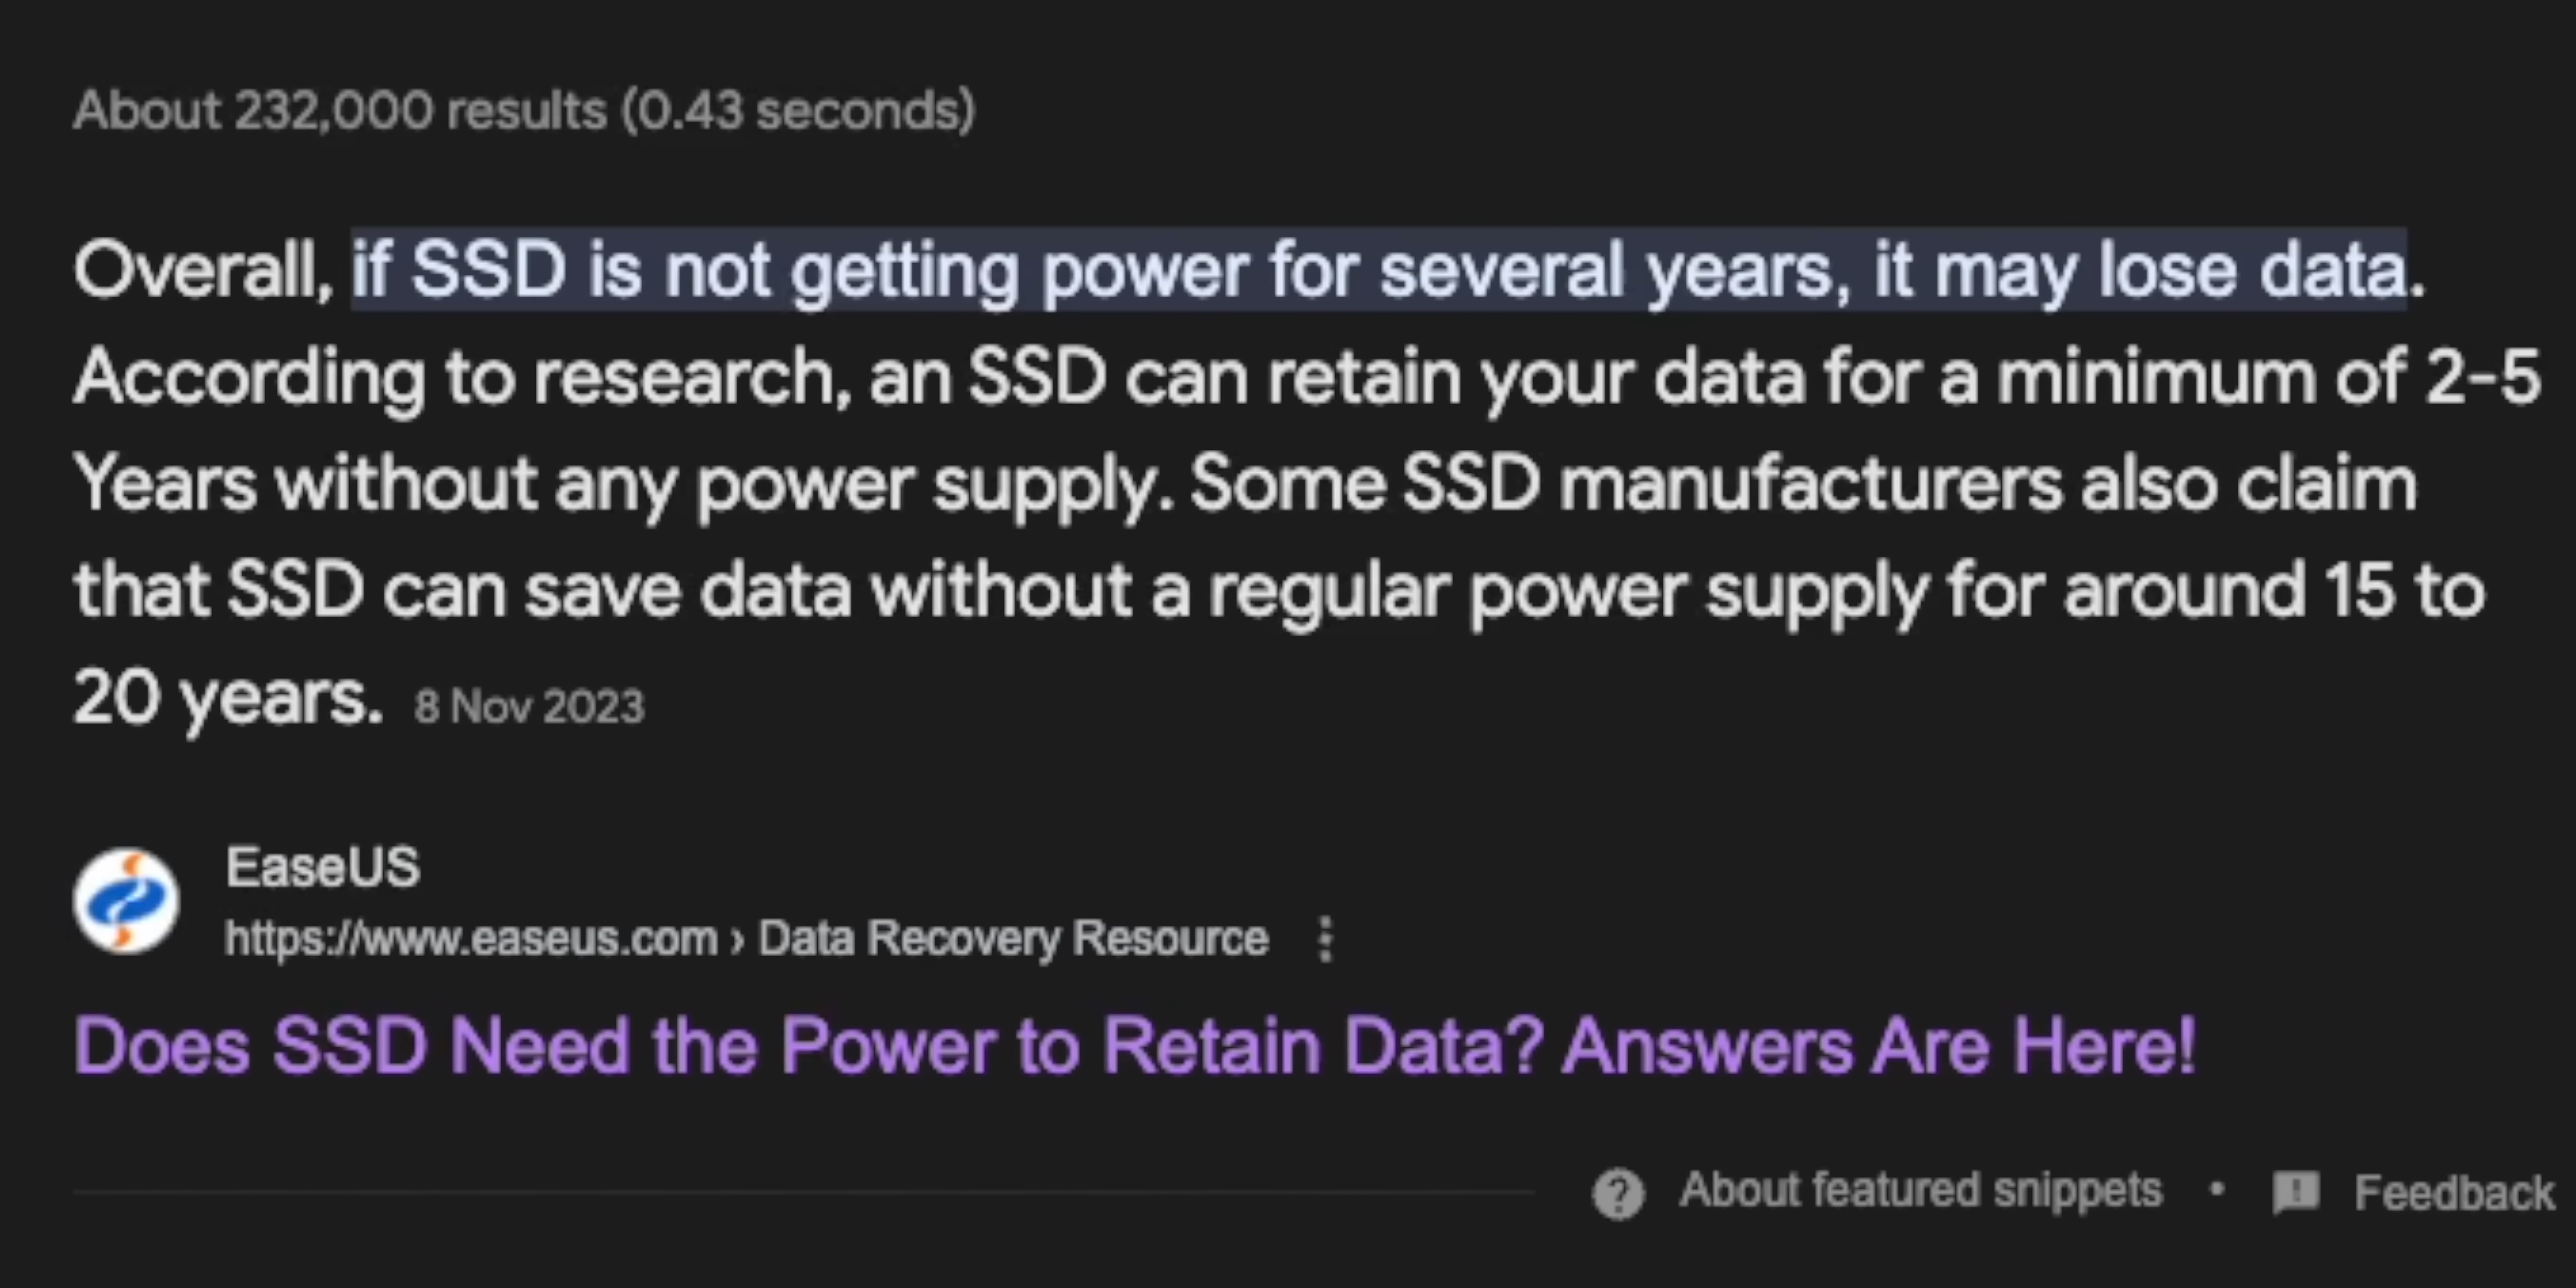 About 232,000 results (0.43 seconds)
Overall, if SSD is not getting power for several years, it may lose data.
According to research, an SSD can retain your data for a minimum of 2-5
Years without any power supply. Some SSD manufacturers also claim
that SSD can save data without a regular power supply for around 15 to
20 years. 8 Nov 2023
EaseUS
https://www.easeus.com › Data Recovery Resource
Does SSD Need the Power to Retain Data? Answers Are Here!
About featured snippets • Feedback